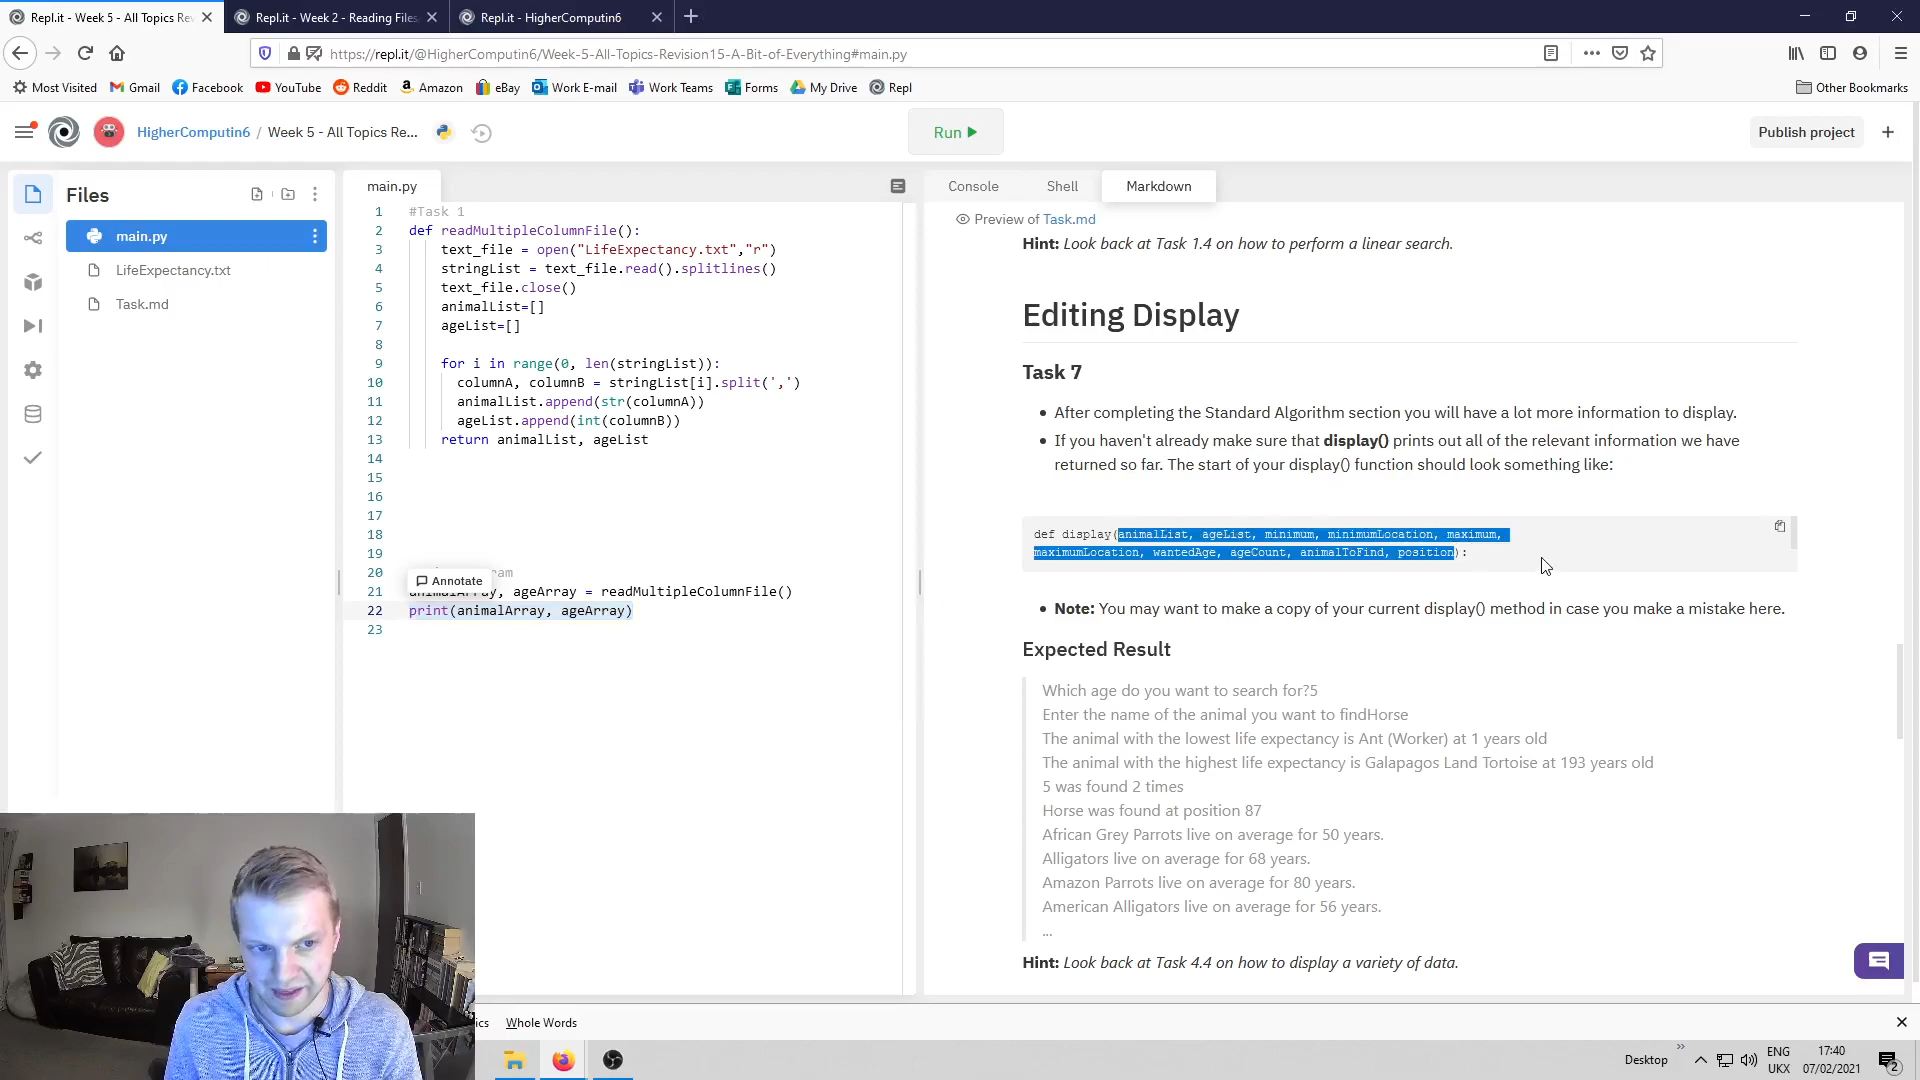 Repl.it - Week 5 - All Topics Re
Repl.it - Week 2 - Reading Files
Repl.it - HigherComputin6
https://repl.it/@HigherComputin6/Week-5-All-Topics-Revision15-A-Bit-of-Everything#main.py
Most Visited
Gmail
Facebook
YouTube
Reddit
Amazon
eBay
Work E-mail
Work Teams
Forms
My Drive
Repl
Other Bookmarks
HigherComputin6 / Week 5 - All Topics Re...
Run
Publish project
Files
main.py
LifeExpectancy.txt
Task.md
main.py
1 #Task 1
2 def readMultipleColumnFile():
3 text_file = open("LifeExpectancy.txt","r")
4 stringList = text_file.read().splitlines()
5 text_file.close()
6 animalList=[]
7 ageList=[]
8
9 for i in range(0, len(stringList)):
10 columnA, columnB = stringList[i].split(',')
11 animalList.append(str(columnA))
12 ageList.append(int(columnB))
13 return animalList, ageList
14
15
16
17
18
19
20
Annotate
21 animalArray, ageArray = readMultipleColumnFile()
22 print(animalArray, ageArray)
23
Console
Shell
Markdown
Preview of Task.md
Hint: Look back at Task 1.4 on how to perform a linear search.
Editing Display
Task 7
• After completing the Standard Algorithm section you will have a lot more information to display.
• If you haven't already make sure that display() prints out all of the relevant information we have
returned so far. The start of your display() function should look something like:
def display(animalList, ageList, minimum, minimumLocation, maximum,
maximumLocation, wantedAge, ageCount, animalToFind, position):
• Note: You may want to make a copy of your current display() method in case you make a mistake here.
Expected Result
Which age do you want to search for?5
Enter the name of the animal you want to findHorse
The animal with the lowest life expectancy is Ant (Worker) at 1 years old
The animal with the highest life expectancy is Galapagos Land Tortoise at 193 years old
5 was found 2 times
Horse was found at position 87
African Grey Parrots live on average for 50 years.
Alligators live on average for 68 years.
Amazon Parrots live on average for 80 years.
American Alligators live on average for 56 years.
...
Hint: Look back at Task 4.4 on how to display a variety of data.
Whole Words
Desktop
ENG
UKX
17:40
07/02/2021
2